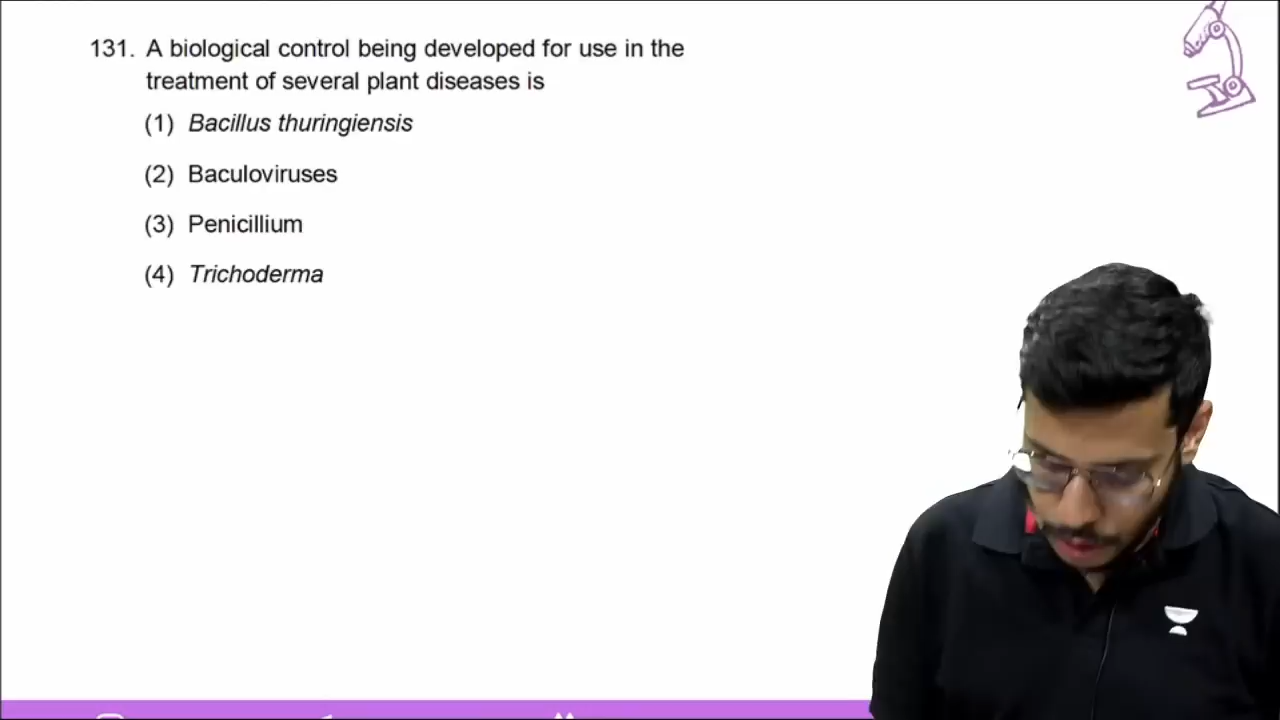 131. A biological control being developed for use in the
treatment of several plant diseases is
(1) Bacillus thuringiensis
(2) Baculoviruses
(3) Penicillium
(4) Trichoderma